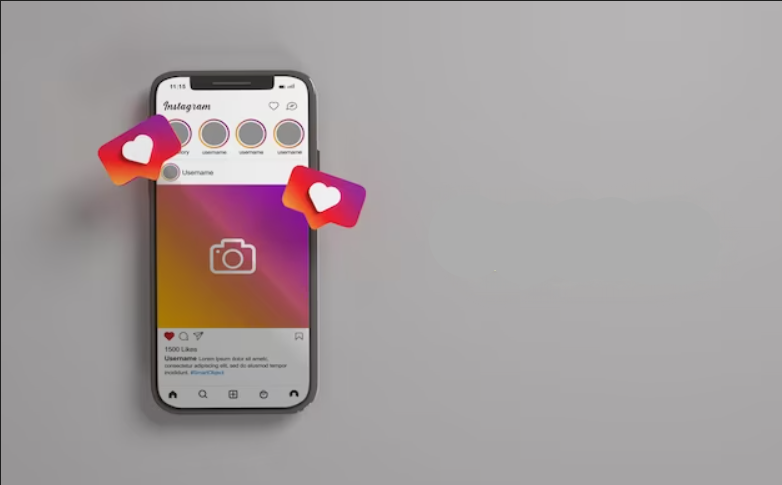 11:15
Instagram
username
username
username
Username
1500 Likes
Username Lorem ipsum dolor sit amet,
consectetur adipiscing elit, sed do eiusmod tempor
incididunt. #SmartObject